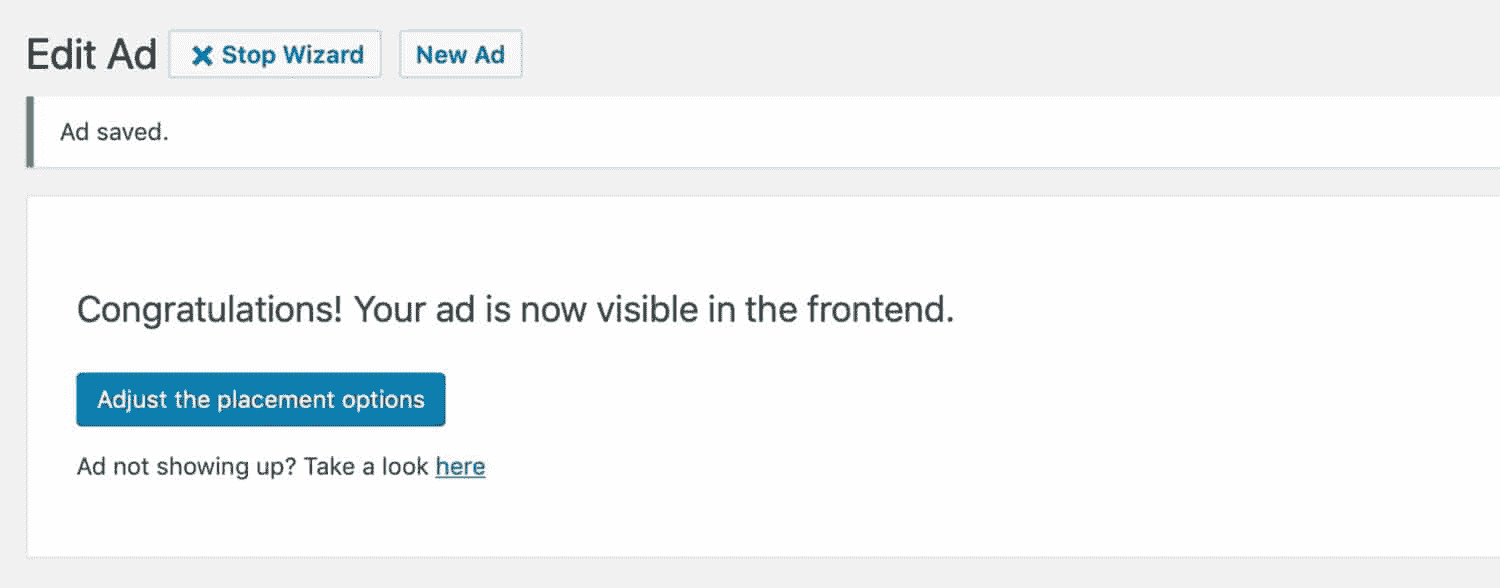 Edit Ad Stop Wizard New Ad
Ad saved.
Congratulations! Your ad is now visible in the frontend.
Adjust the placement options
Ad not showing up? Take a look here